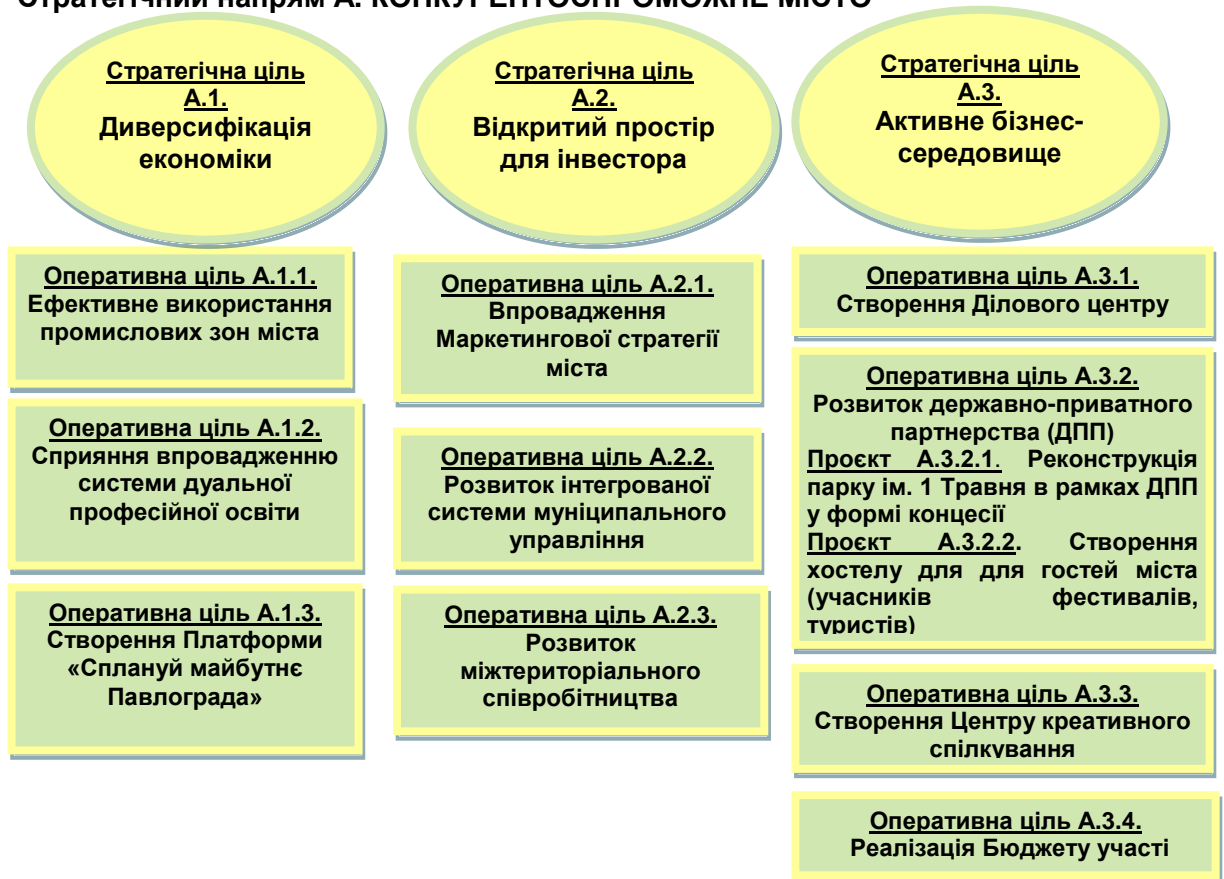 Стратегічний напрям А. КОНКУРЕНТОСПРОМОЖНЕ МІСТО
Стратегічна ціль
А.1.
Диверсифікація
економіки
Оперативна ціль А.1.1.
Ефективне використання
промислових зон міста
Оперативна ціль А.1.2.
Сприяння впровадженню
системи дуальної
професійної освіти
Оперативна ціль А.1.3.
Створення Платформи
«Сплануй майбутнє
Павлограда»
Стратегічна ціль
А.2.
Відкритий простір
для інвестора
Оперативна ціль А.2.1.
Впровадження
Маркетингової стратегії
міста
Оперативна ціль А.2.2.
Розвиток інтегрованої
системи муніципального
управління
Оперативна ціль А.2.3.
Розвиток
міжтериторіального
співробітництва
Стратегічна ціль
А.3.
Активне бізнес-
середовище
Оперативна ціль А.3.1.
Створення Ділового центру
Оперативна ціль А.3.2.
Розвиток державно-приватного
партнерства (ДПП)
Проєкт А.3.2.1. Реконструкція
парку ім. 1 Травня в рамках ДПП
у формі концесії
Проєкт А.3.2.2. Створення
хостелу для для гостей міста
(учасників фестивалів,
туристів)
Оперативна ціль А.3.3.
Створення Центру креативного
спілкування
Оперативна ціль А.3.4.
Реалізація Бюджету участі